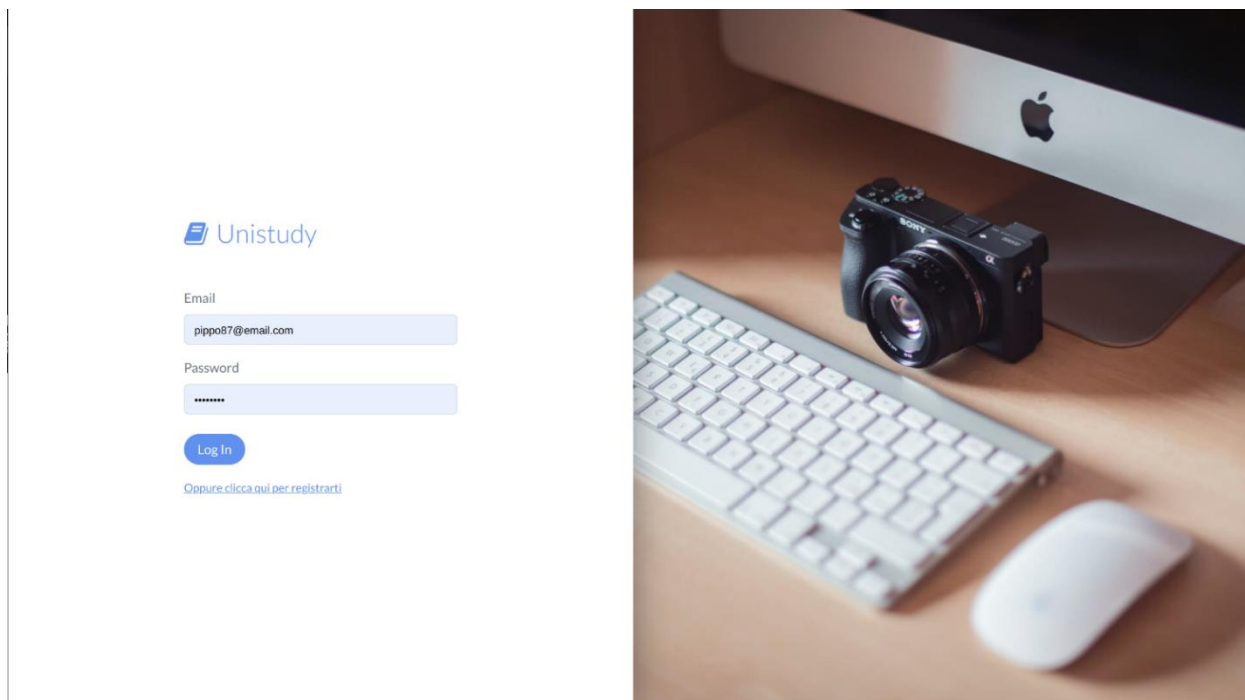 Unistudy
Email
pippo87@email.com
Password
••••••••
Log In
Oppure clicca qui per registrarti
SONY
α